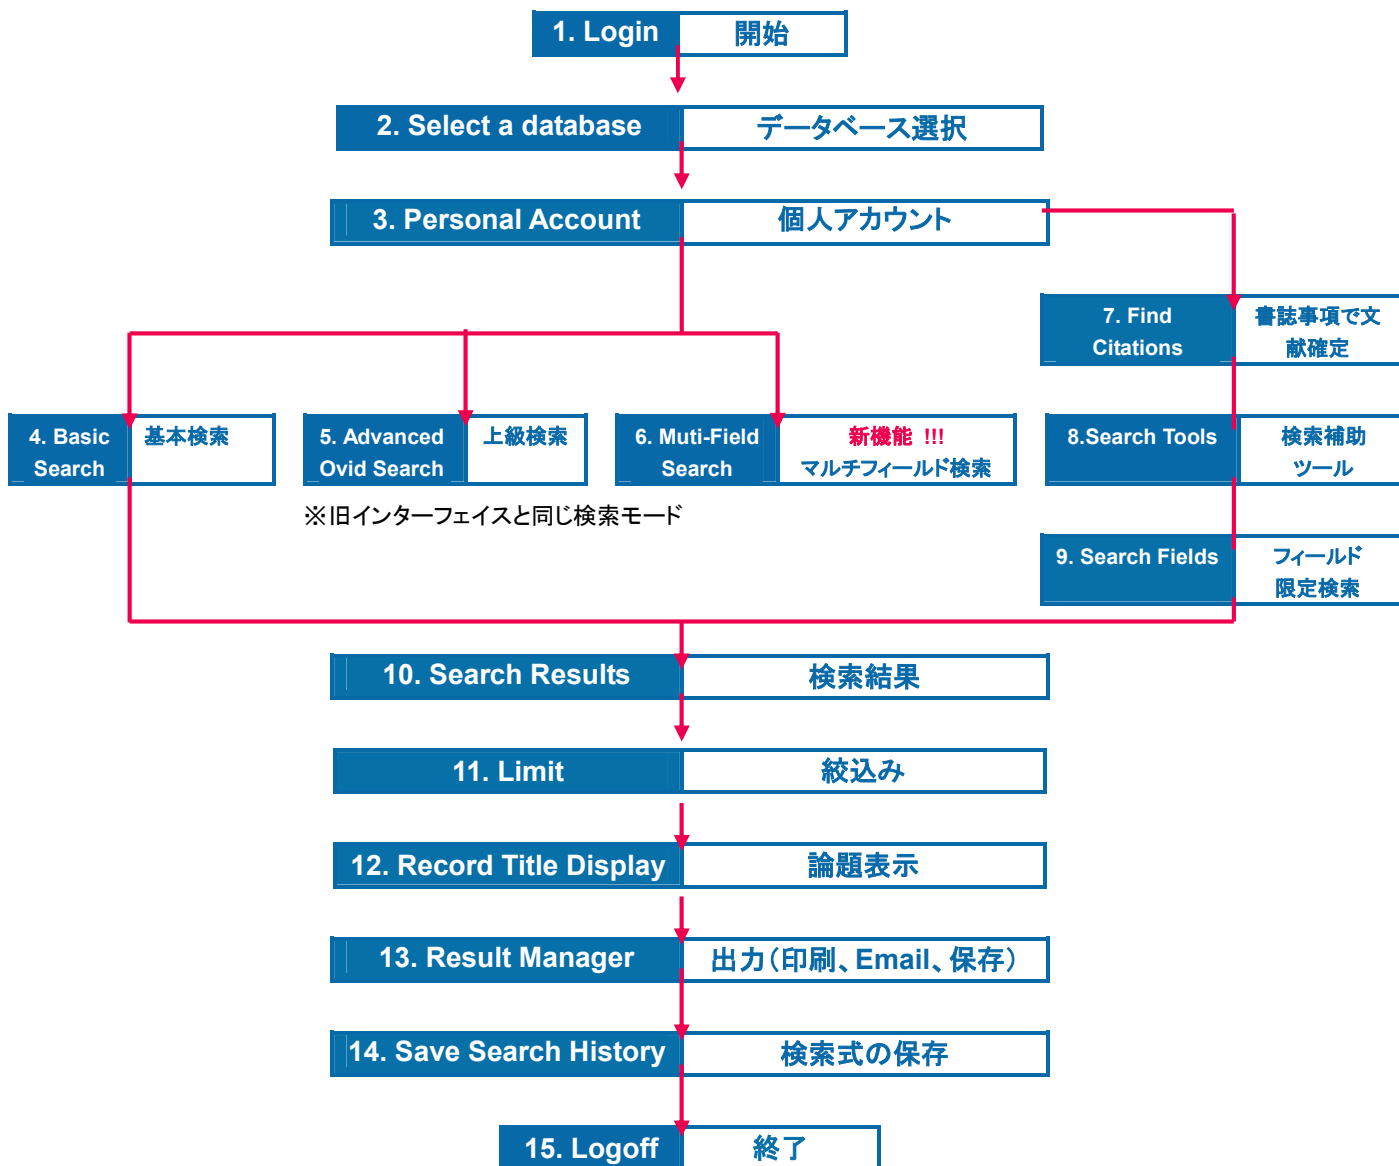 1. Login 開始
2. Select a database データベース選択
3. Personal Account 個人アカウント
7. Find
Citations
書誌事項で文
献確定
4. Basic
Search
基本検索
5. Advanced
Ovid Search
上級検索
6. Muti-Field
Search
新機能 !!!
マルチフィールド検索
8.Search Tools
検索補助
ツール
※旧インターフェイスと同じ検索モード
9. Search Fields
フィールド
限定検索
10. Search Results 検索結果
11. Limit 絞込み
12. Record Title Display 論題表示
13. Result Manager 出力（印刷、Email、保存）
14. Save Search History 検索式の保存
15. Logoff 終了